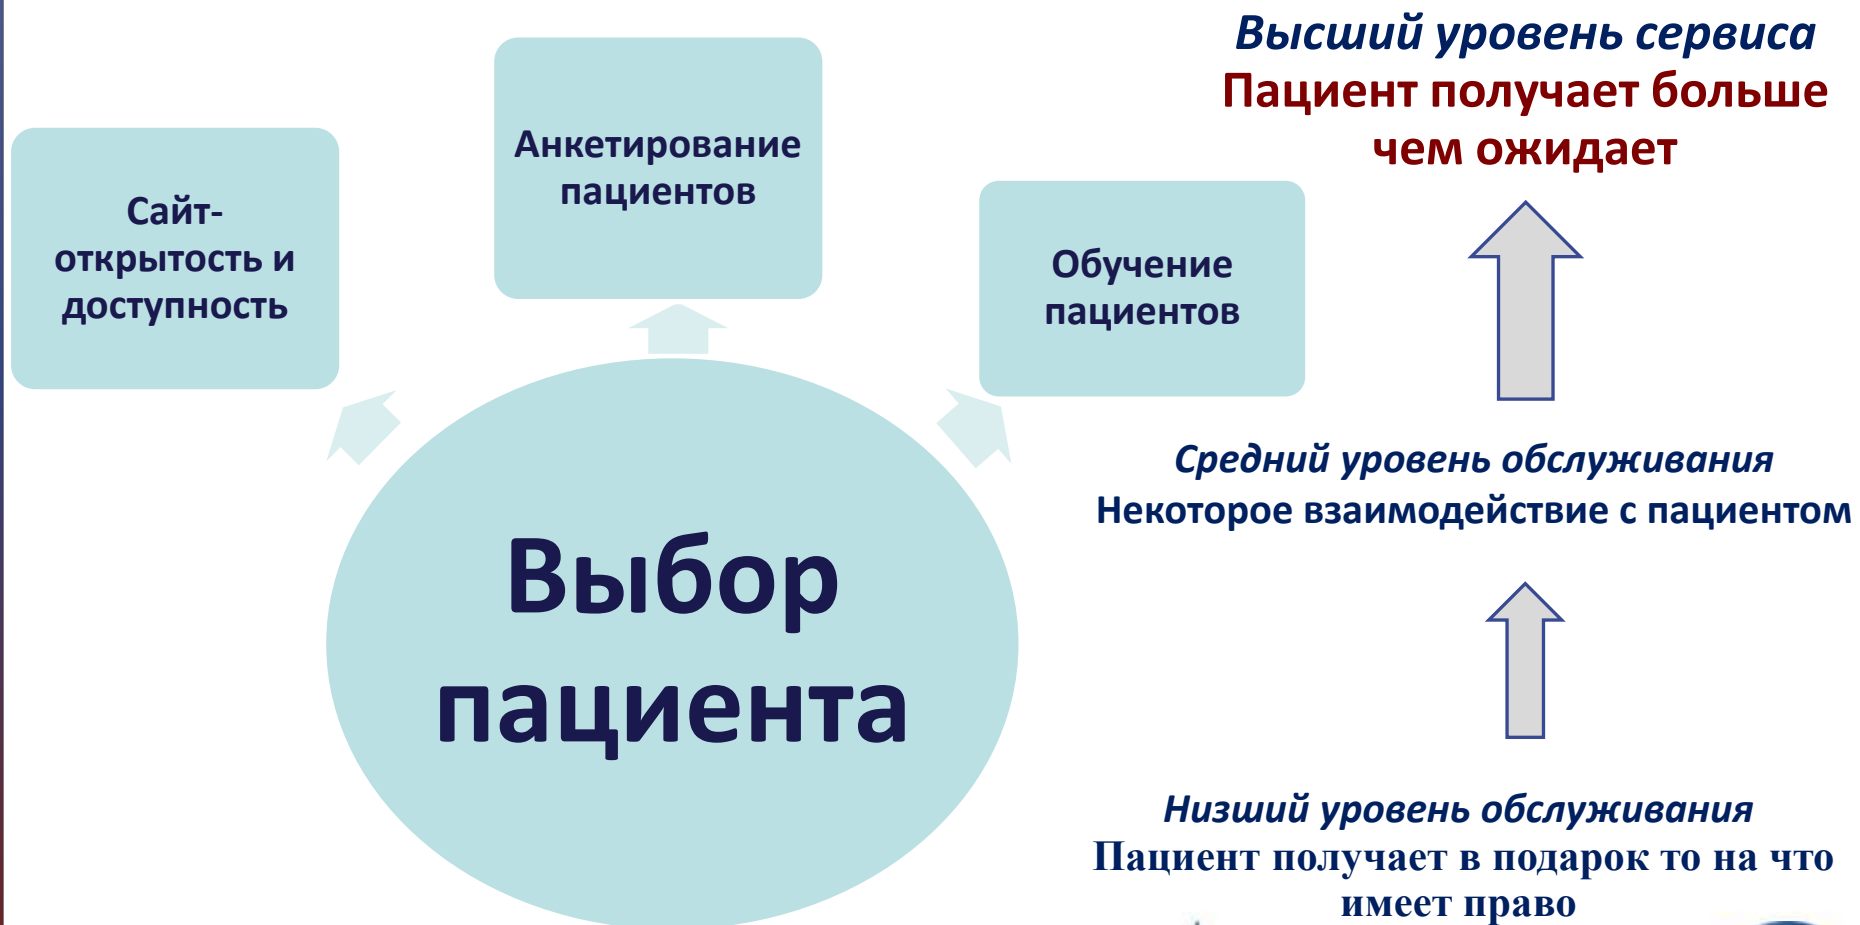 Сайт-
открытость и
доступность
Анкетирование
пациентов
Обучение
пациентов
Выбор
пациента
Высший уровень сервиса
Пациент получает больше
чем ожидает
Средний уровень обслуживания
Некоторое взаимодействие с пациентом
Низший уровень обслуживания
Пациент получает в подарок то на что
имеет право